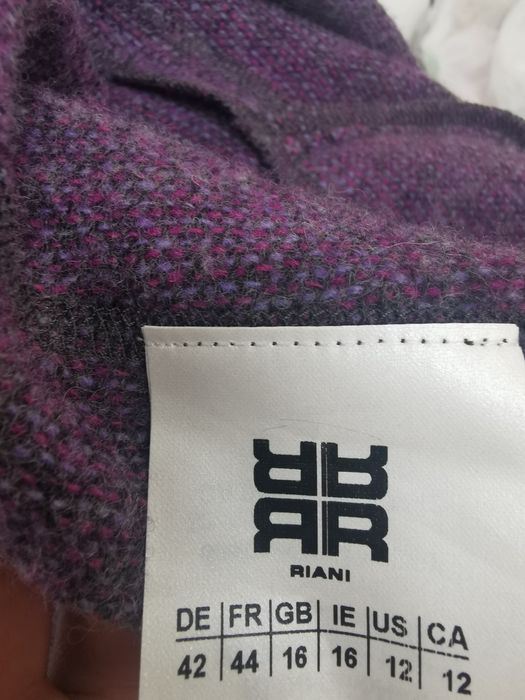 RIANI
DE FR GB IE US CA
42 44 16 16 12 12